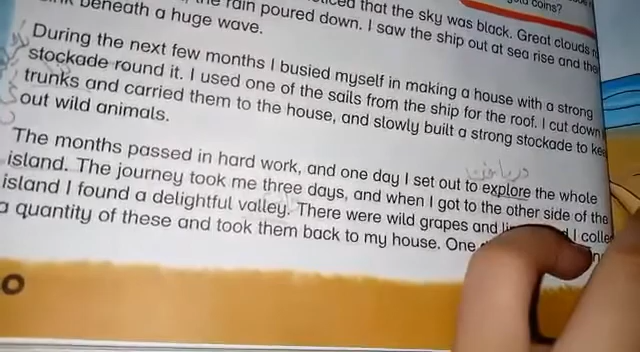 coins?
noticed that the sky was black. Great clouds
the rain poured down. I saw the ship out at sea rise and the
beneath a huge wave.
During the next few months I busied myself in making a house with a strong
stockade round it. I used one of the sails from the ship for the roof. I cut down
trunks and carried them to the house, and slowly built a strong stockade to
out wild animals.
دریافت
The months passed in hard work, and one day I set out to explore the whole
island. The journey took me three days, and when I got to the other side of the
island I found a delightful valley. There were wild grapes and I
a quantity of these and took them back to my house. One